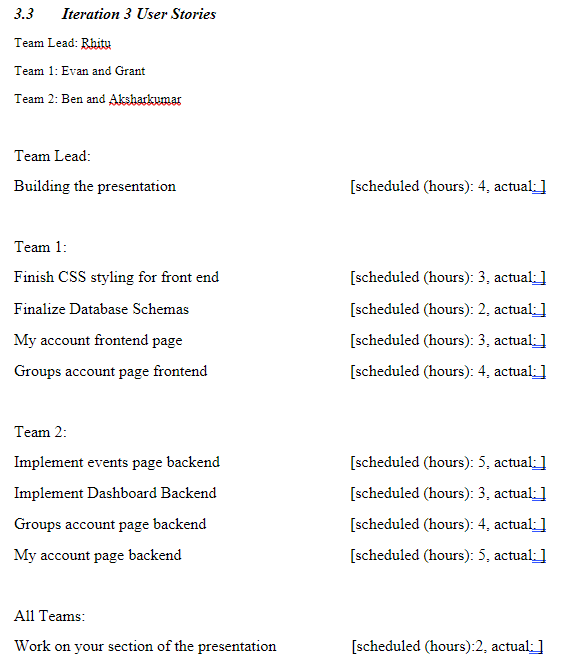 3.3 Iteration 3 User Stories
Team Lead: Rhitu
Team 1: Evan and Grant
Team 2: Ben and Aksharkumar
Team Lead:
Building the presentation [scheduled (hours): 4, actual: ]
Team 1:
Finish CSS styling for front end [scheduled (hours): 3, actual: ]
Finalize Database Schemas [scheduled (hours): 2, actual: ]
My account frontend page [scheduled (hours): 3, actual: ]
Groups account page frontend [scheduled (hours): 4, actual: ]
Team 2:
Implement events page backend [scheduled (hours): 5, actual: ]
Implement Dashboard Backend [scheduled (hours): 3, actual: ]
Groups account page backend [scheduled (hours): 4, actual: ]
My account page backend [scheduled (hours): 5, actual: ]
All Teams:
Work on your section of the presentation [scheduled (hours):2, actual: ]